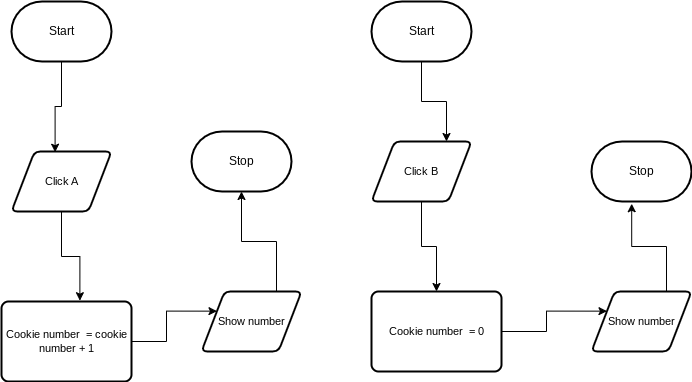 Start
Click A
Cookie number = cookie
number + 1
Show number
Stop
Start
Click B
Cookie number = 0
Show number
Stop